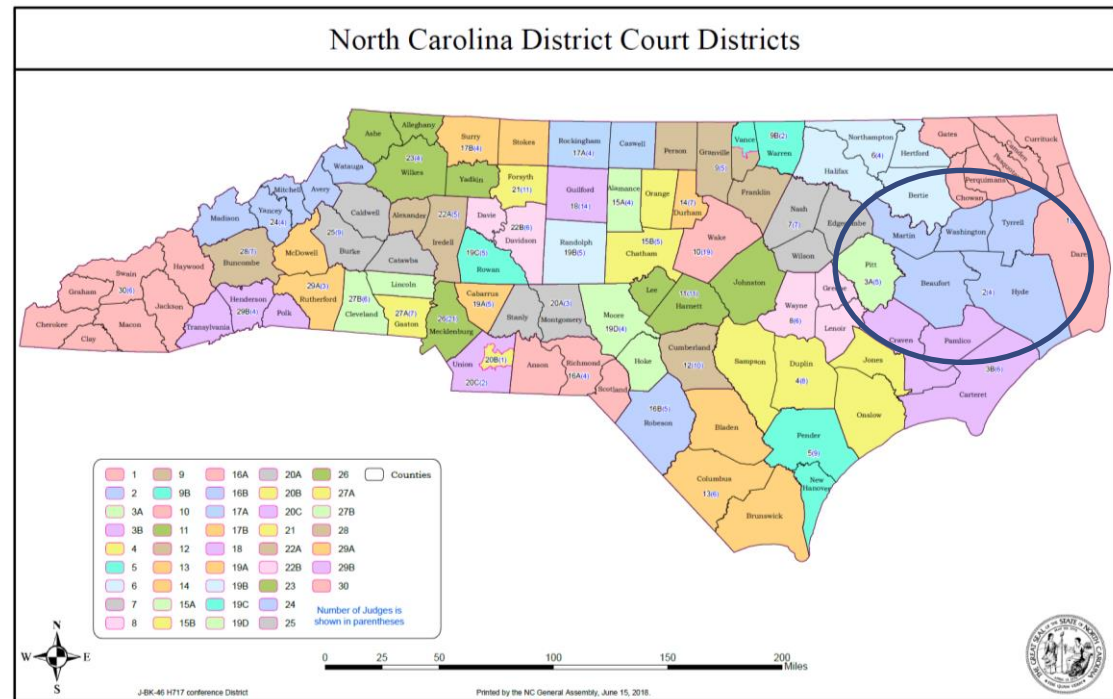 North Carolina District Court Districts
Ashe
Alleghany
Surry
17B(4)
Stokes
Rockingham
17A(4)
Caswell
Person
Granville
9(5)
Vance
9B(2)
Warren
Northampton
6(4)
Hertford
Halifax
Gates
Currituck
Camden
Perquimans
Chowan
Bertie
Watauga
23(4)
Wilkes
Yadkin
Forsyth
21(11)
Guilford
18(14)
Alamance
15A(4)
Orange
14(7)
Durham
Franklin
Nash
7(7)
Martin
Washington
Tyrrell
Dare
Mitchell
Avery
Madison
Yancey
24(4)
Caldwell
Alexander
22A(5)
Iredell
Davie
22B(6)
Davidson
Randolph
19B(5)
15B(5)
Chatham
Wake
10(19)
Wilson
Pitt
3A(5)
Beaufort
2(4)
Hyde
25(9)
Burke
Catawba
19C(5)
Rowan
McDowell
28(7)
Buncombe
Haywood
Swain
30(6)
Graham
Jackson
Cherokee
Macon
Clay
Henderson
29B(4)
Transylvania
Polk
29A(3)
Rutherford
Lincoln
27B(6)
Cleveland
27A(7)
Gaston
Mecklenburg
Cabarrus
19A(5)
Stanly
20A(3)
Montgomery
Moore
19D(4)
Lee
Harnett
Johnston
Wayne
8(6)
Greene
Lenoir
Craven
Pamlico
3B(6)
Carteret
Jones
Union
20B(1)
20C(2)
Anson
Richmond
16A(4)
Scotland
Hoke
Cumberland
12(10)
Sampson
Duplin
4(8)
Onslow
16B(5)
Robeson
Bladen
Pender
5(9)
New
Hanover
Columbus
13(6)
Brunswick
1 9 16A 20A 26 Counties
2 9B 16B 20B 27A
3A 10 17A 20C 27B
3B 11 17B 21 28
4 12 18 22A 29A
5 13 19A 22B 29B
6 14 19B 23 30
7 15A 19C 24
8 15B 19D 25
Number of Judges is
shown in parentheses
N
W E
S
0 25 50 100 150 200
Miles
J-BK-46 H717 conference District
Printed by the NC General Assembly, June 15, 2018.
THE GREAT SEAL OF THE STATE OF NORTH CAROLINA